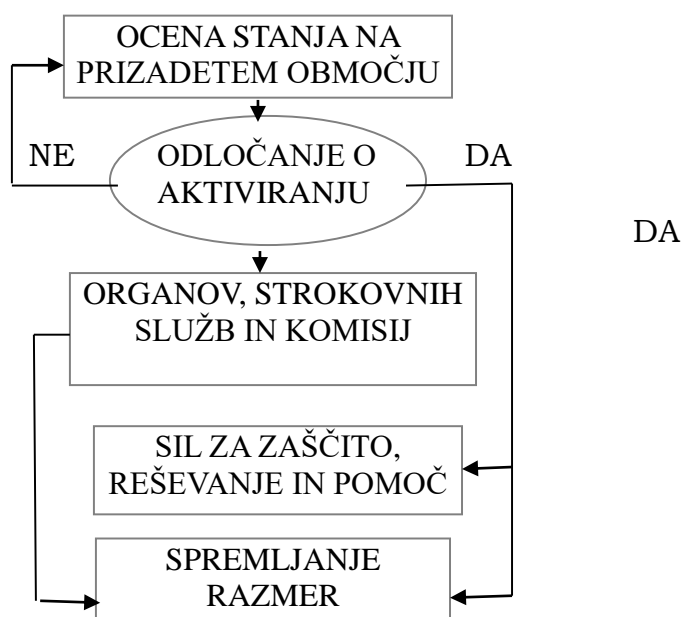 OCENA STANJA NA
PRIZADETEM OBMOČJU
NE
ODLOČANJE O
AKTIVIRANJU
DA
DA
ORGANOV, STROKOVNIH
SLUŽB IN KOMISIJ
SIL ZA ZAŠČITO,
REŠEVANJE IN POMOČ
SPREMLJANJE
RAZMER